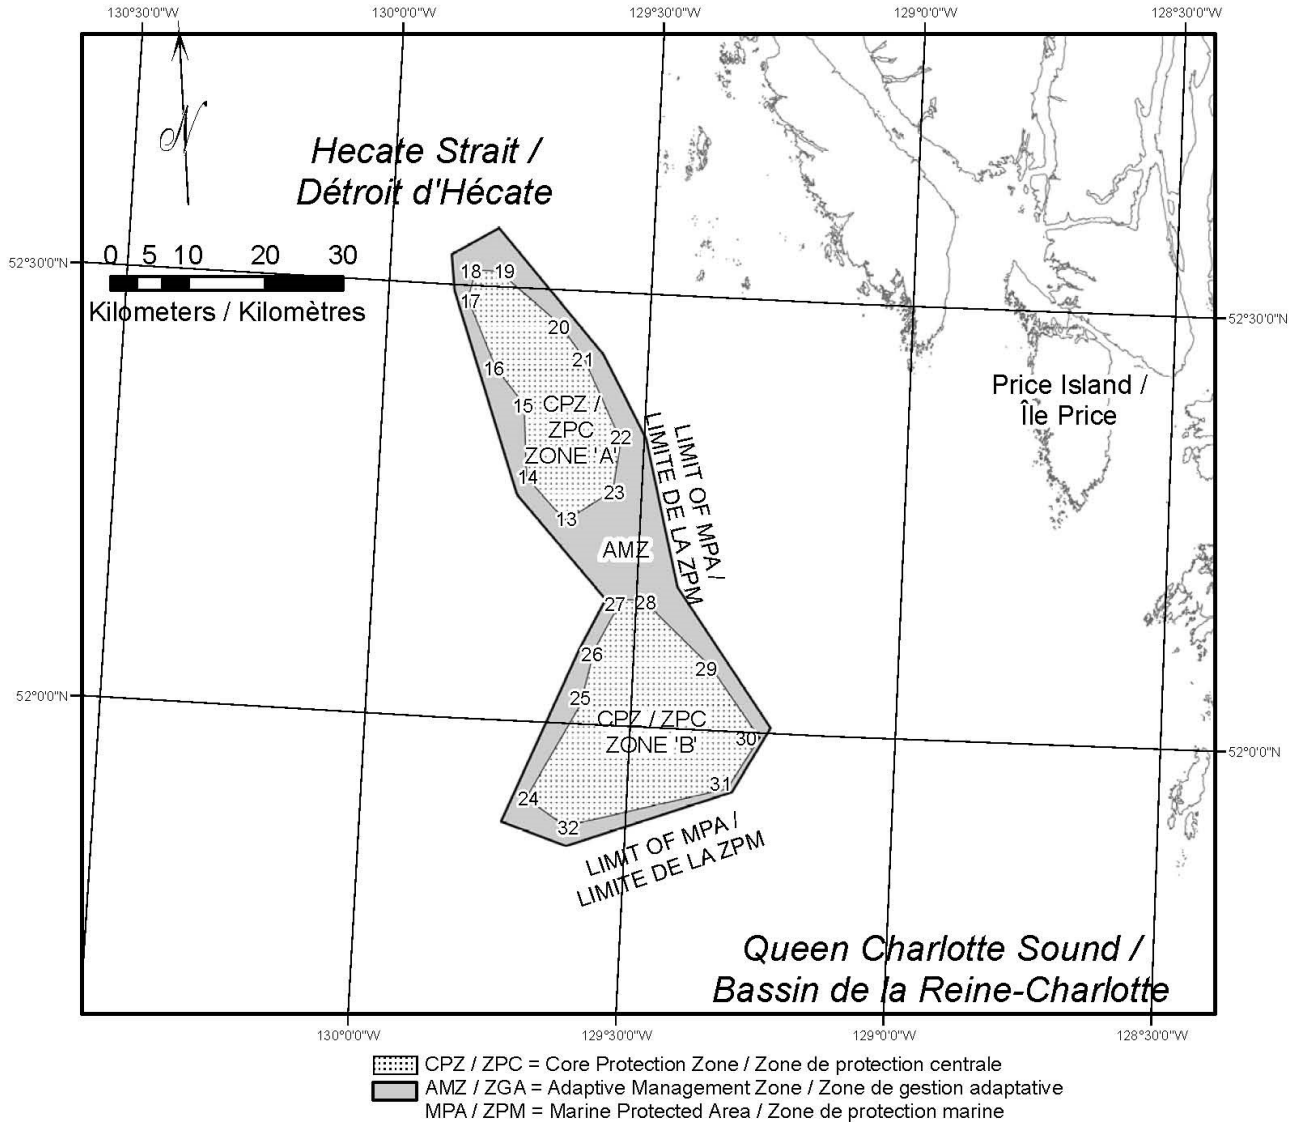 130°30'0"W 130°0'0"W 129°30'0"W 129°0'0"W 128°30'0"W
N
Hecate Strait /
Détroit d'Hécate
0 5 10 20 30
Kilometers / Kilomètres
52°30'0"N
52°30'0"N
18 19
17
20
21
16
15
CPZ /
ZPC
ZONE 'A'
22
14
23
13
Price Island /
Île Price
LIMIT OF MPA /
LIMITE DE LA ZPM
AMZ
27 28
26
29
25
52°0'0"N
52°0'0"N
CPZ / ZPC
ZONE 'B'
30
31
24
32
LIMIT OF MPA /
LIMITE DE LA ZPM
Queen Charlotte Sound /
Bassin de la Reine-Charlotte
130°0'0"W 129°30'0"W 129°0'0"W 128°30'0"W
CPZ / ZPC = Core Protection Zone / Zone de protection centrale
AMZ / ZGA = Adaptive Management Zone / Zone de gestion adaptative
MPA / ZPM = Marine Protected Area / Zone de protection marine